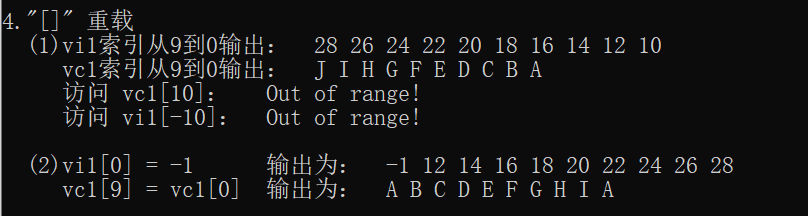 4."[]" 重载
(1)vi1索引从9到0输出： 28 26 24 22 20 18 16 14 12 10
vc1索引从9到0输出： J I H G F E D C B A
访问 vc1[10]： Out of range!
访问 vi1[-10]： Out of range!
(2)vi1[0] = -1 输出为： -1 12 14 16 18 20 22 24 26 28
vc1[9] = vc1[0] 输出为： A B C D E F G H I A